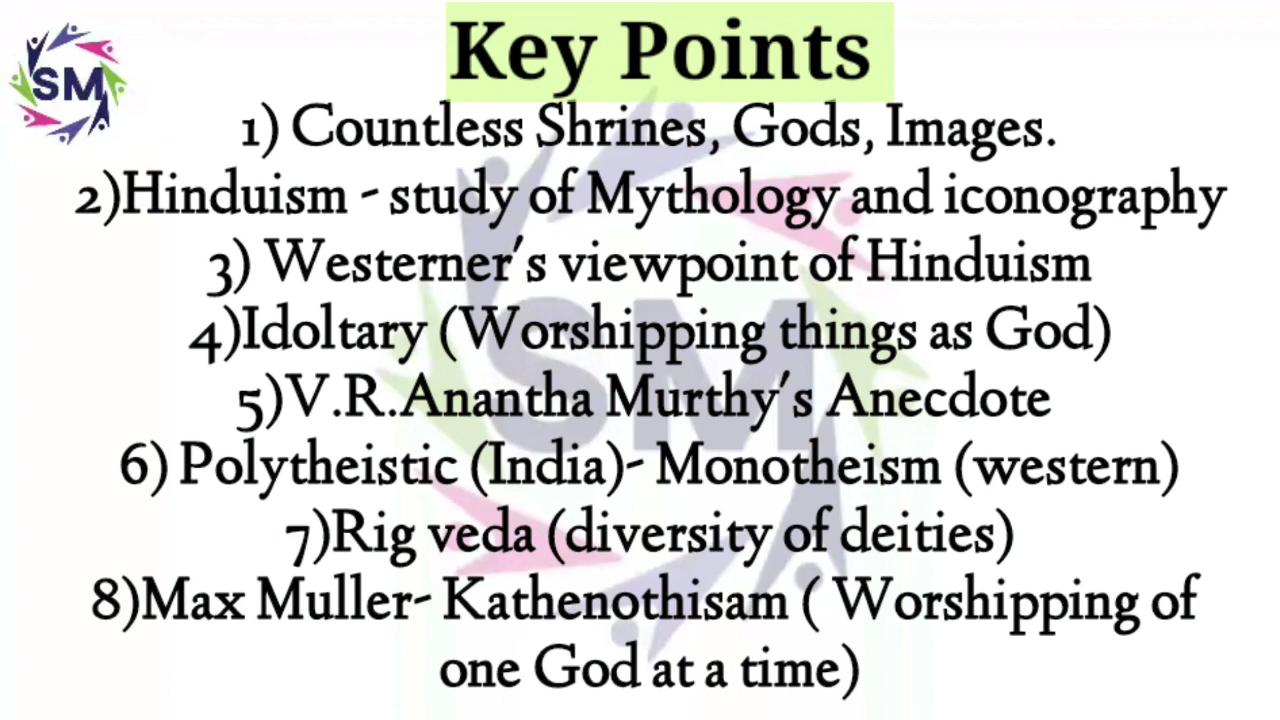 SM
Key Points
1) Countless Shrines, Gods, Images.
2)Hinduism - study of Mythology and iconography
3) Westerner's viewpoint of Hinduism
4)Idoltary (Worshipping things as God)
5)V.R.Anantha Murthy's Anecdote
6) Polytheistic (India)- Monotheism (western)
7)Rig veda (diversity of deities)
8)Max Muller- Kathenothisam ( Worshipping of
one God at a time)
SM